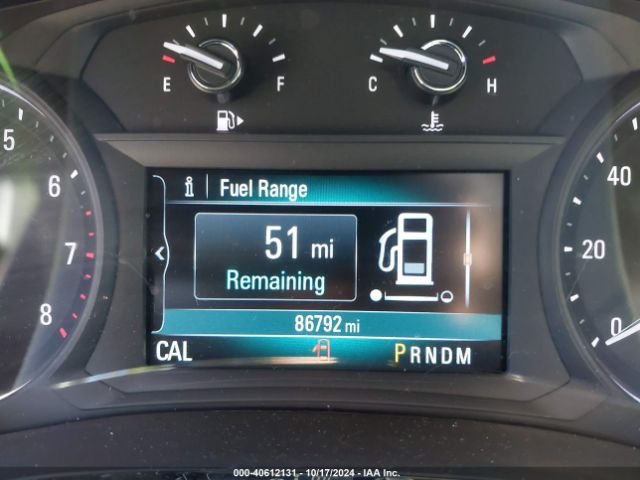 E F
C H
5
6
7
8
i Fuel Range
51 mi
Remaining
86792 mi
CAL
PRNDM
40
20
0
000-40612131 - 10/17/2024 - IAA Inc.